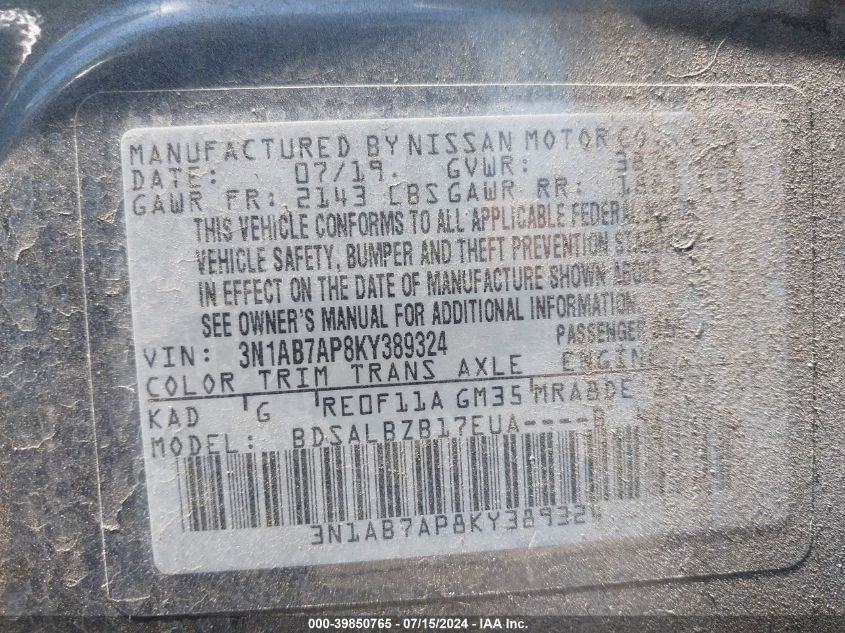 MANUFACTURED BY NISSAN MOTOR
DATE: 07/19. GVWR:
GAWR FR: 2143 LBS GAWR RR:
THIS VEHICLE CONFORMS TO ALL APPLICABLE
VEHICLE SAFETY, BUMPER AND THEFT PREVENTION
IN EFFECT ON THE DATE OF MANUFACTURE SHOWN ABOVE
SEE OWNER'S MANUAL FOR ADDITIONAL INFORMATION
VIN: 3N1AB7AP8KY389324 PASSENGER
COLOR TRIM TRANS AXLE ENGINE
KAD G RE0F11A GM35 MRA8DE
MODEL: BDSALBZB17EUA----B
3N1AB7AP8KY389324
000-39850765 - 07/15/2024 - IAA Inc.